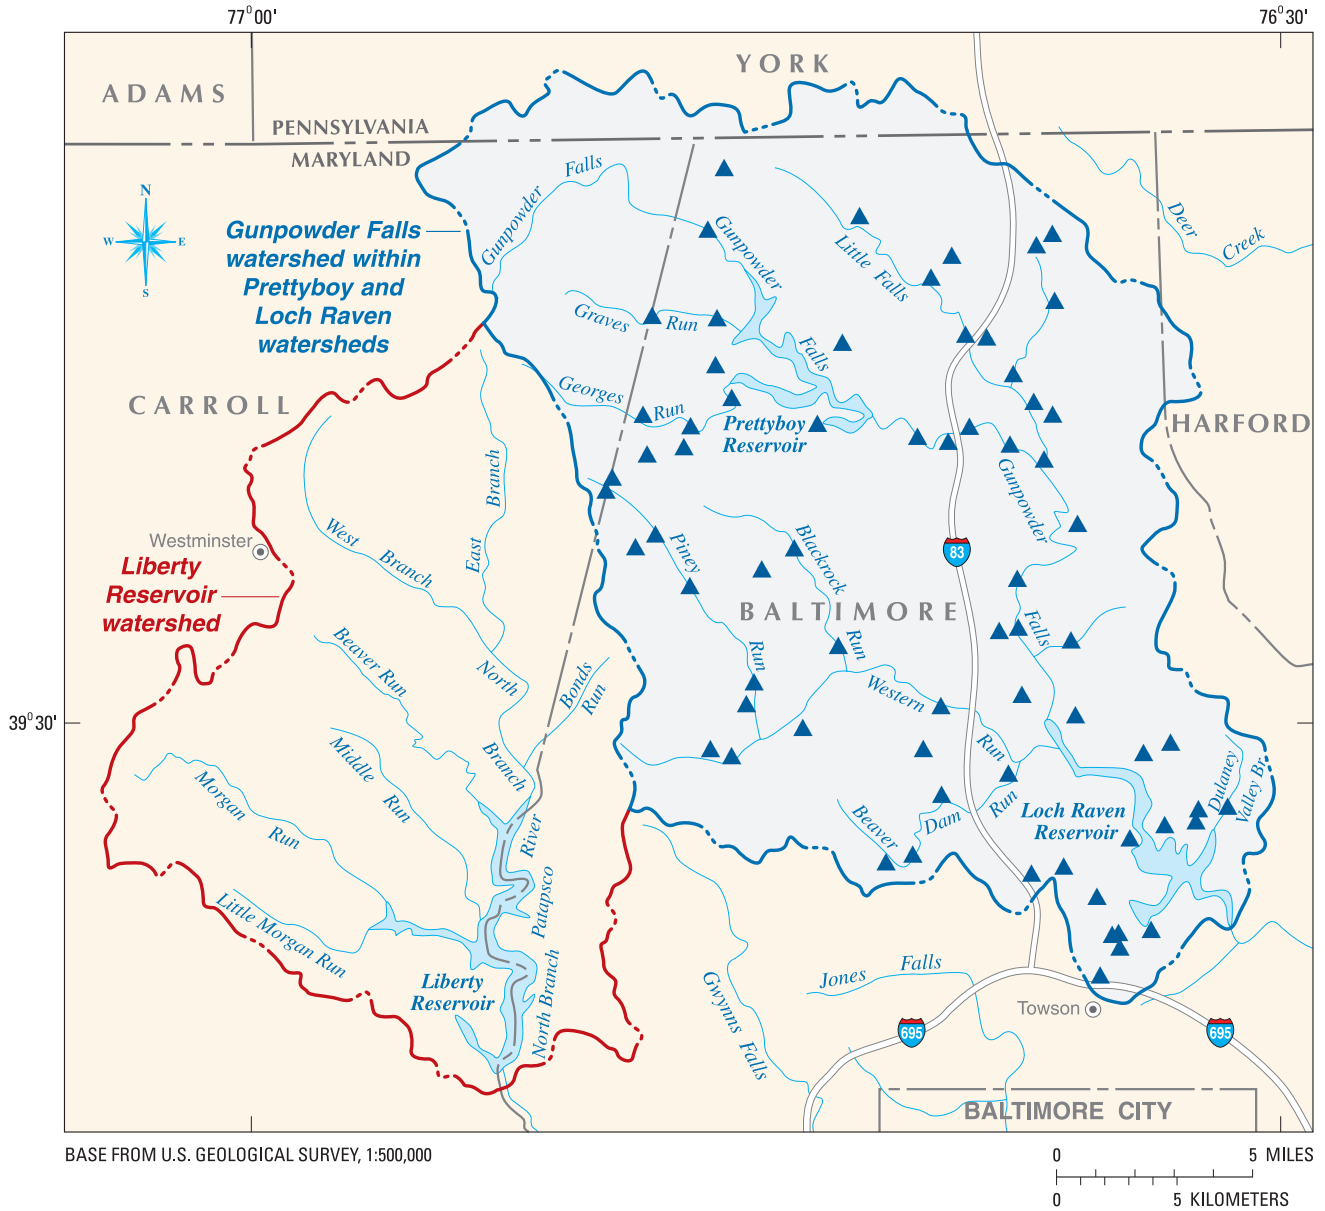 77° 00'
76° 30'
ADAMS
YORK
PENNSYLVANIA
MARYLAND
N
W
E
S
Gunpowder Falls
watershed within
Prettyboy and
Loch Raven
watersheds
Gunpowder
Falls
Gunpowder
Falls
Little Falls
Deer
Creek
Graves
Run
Georges
Run
Prettyboy
Reservoir
CARROLL
HARFORD
Westminster
Liberty
Reservoir
watershed
West
Branch
East
Branch
Gunpowder
Falls
Piney
Run
Blackrock
Run
83
BALTIMORE
Beaver Run
North
Branch
Bonds
Run
Western
Run
39° 30'
Middle
Run
Morgan
Run
Beaver
Dam
Run
Loch Raven
Reservoir
Dulaney
Valley Br.
Little Morgan Run
North Branch
Patapsco
River
Liberty
Reservoir
Gwynns Falls
Jones
Falls
Towson
695
695
BALTIMORE CITY
BASE FROM U.S. GEOLOGICAL SURVEY, 1:500,000
0
5 MILES
0
5 KILOMETERS